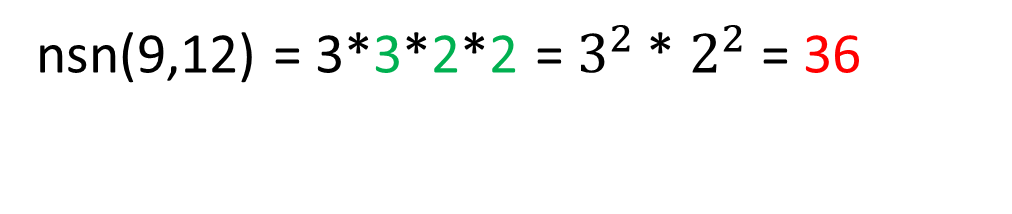 nsn(9,12) = 3*3*2*2 = 3² * 2² = 36